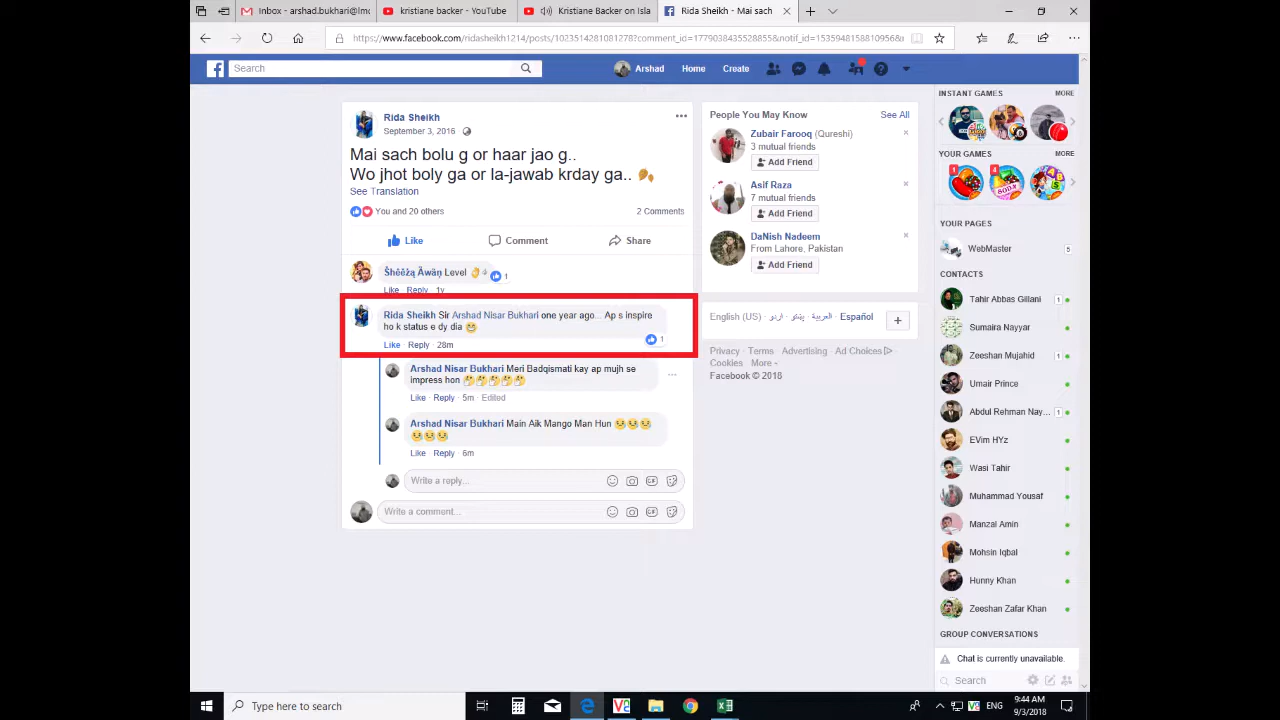 Inbox - arshad.bukhari@lmc
kristiane backer - YouTube
Kristiane Backer on Isla
Rida Sheikh - Mai sach
https://www.facebook.com/ridasheikh1214/posts/1023514281081278?comment_id=1779038435528855&notif_id=1535948158810956&
Search
Arshad
Home
Create
Rida Sheikh
September 3, 2016
Mai sach bolu g or haar jao g..
Wo jhot boly ga or la-jawab krday ga..
See Translation
You and 20 others
2 Comments
Like
Comment
Share
Level
1
Like · Reply · 1y
Rida Sheikh Sir Arshad Nisar Bukhari one year ago... Ap s inspire
ho k status e dy dia
1
Like · Reply · 28m
Arshad Nisar Bukhari Meri Badqismati kay ap mujh se
impress hon
Like · Reply · 5m · Edited
Arshad Nisar Bukhari Main Aik Mango Man Hun
Like · Reply · 6m
Write a reply...
Write a comment...
People You May Know
See All
Zubair Farooq (Qureshi)
3 mutual friends
Add Friend
Asif Raza
7 mutual friends
Add Friend
DaNish Nadeem
From Lahore, Pakistan
Add Friend
English (US) · اردو · پښتو · العربية · Español
Privacy · Terms · Advertising · Ad Choices ·
Cookies · More
Facebook © 2018
INSTANT GAMES
MORE
YOUR GAMES
MORE
YOUR PAGES
WebMaster
5
CONTACTS
Tahir Abbas Gillani
1
Sumaira Nayyar
Zeeshan Mujahid
1
Umair Prince
Abdul Rehman Nay...
1
EVim HYz
Wasi Tahir
Muhammad Yousaf
Manzal Amin
Mohsin Iqbal
Hunny Khan
Zeeshan Zafar Khan
GROUP CONVERSATIONS
Chat is currently unavailable.
Search
Type here to search
ENG
9:44 AM
9/3/2018